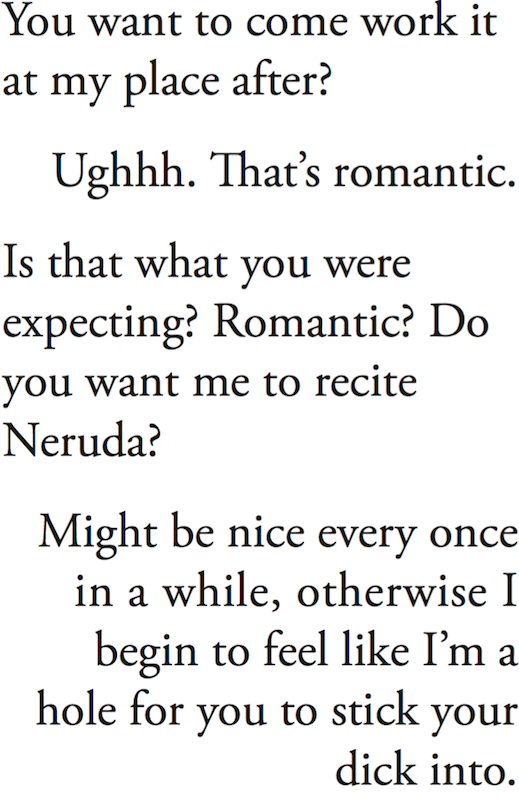 You want to come work it
at my place after?
Ughhh. That’s romantic.
Is that what you were
expecting? Romantic? Do
you want me to recite
Neruda?
Might be nice every once
in a while, otherwise I
begin to feel like I’m a
hole for you to stick your
dick into.